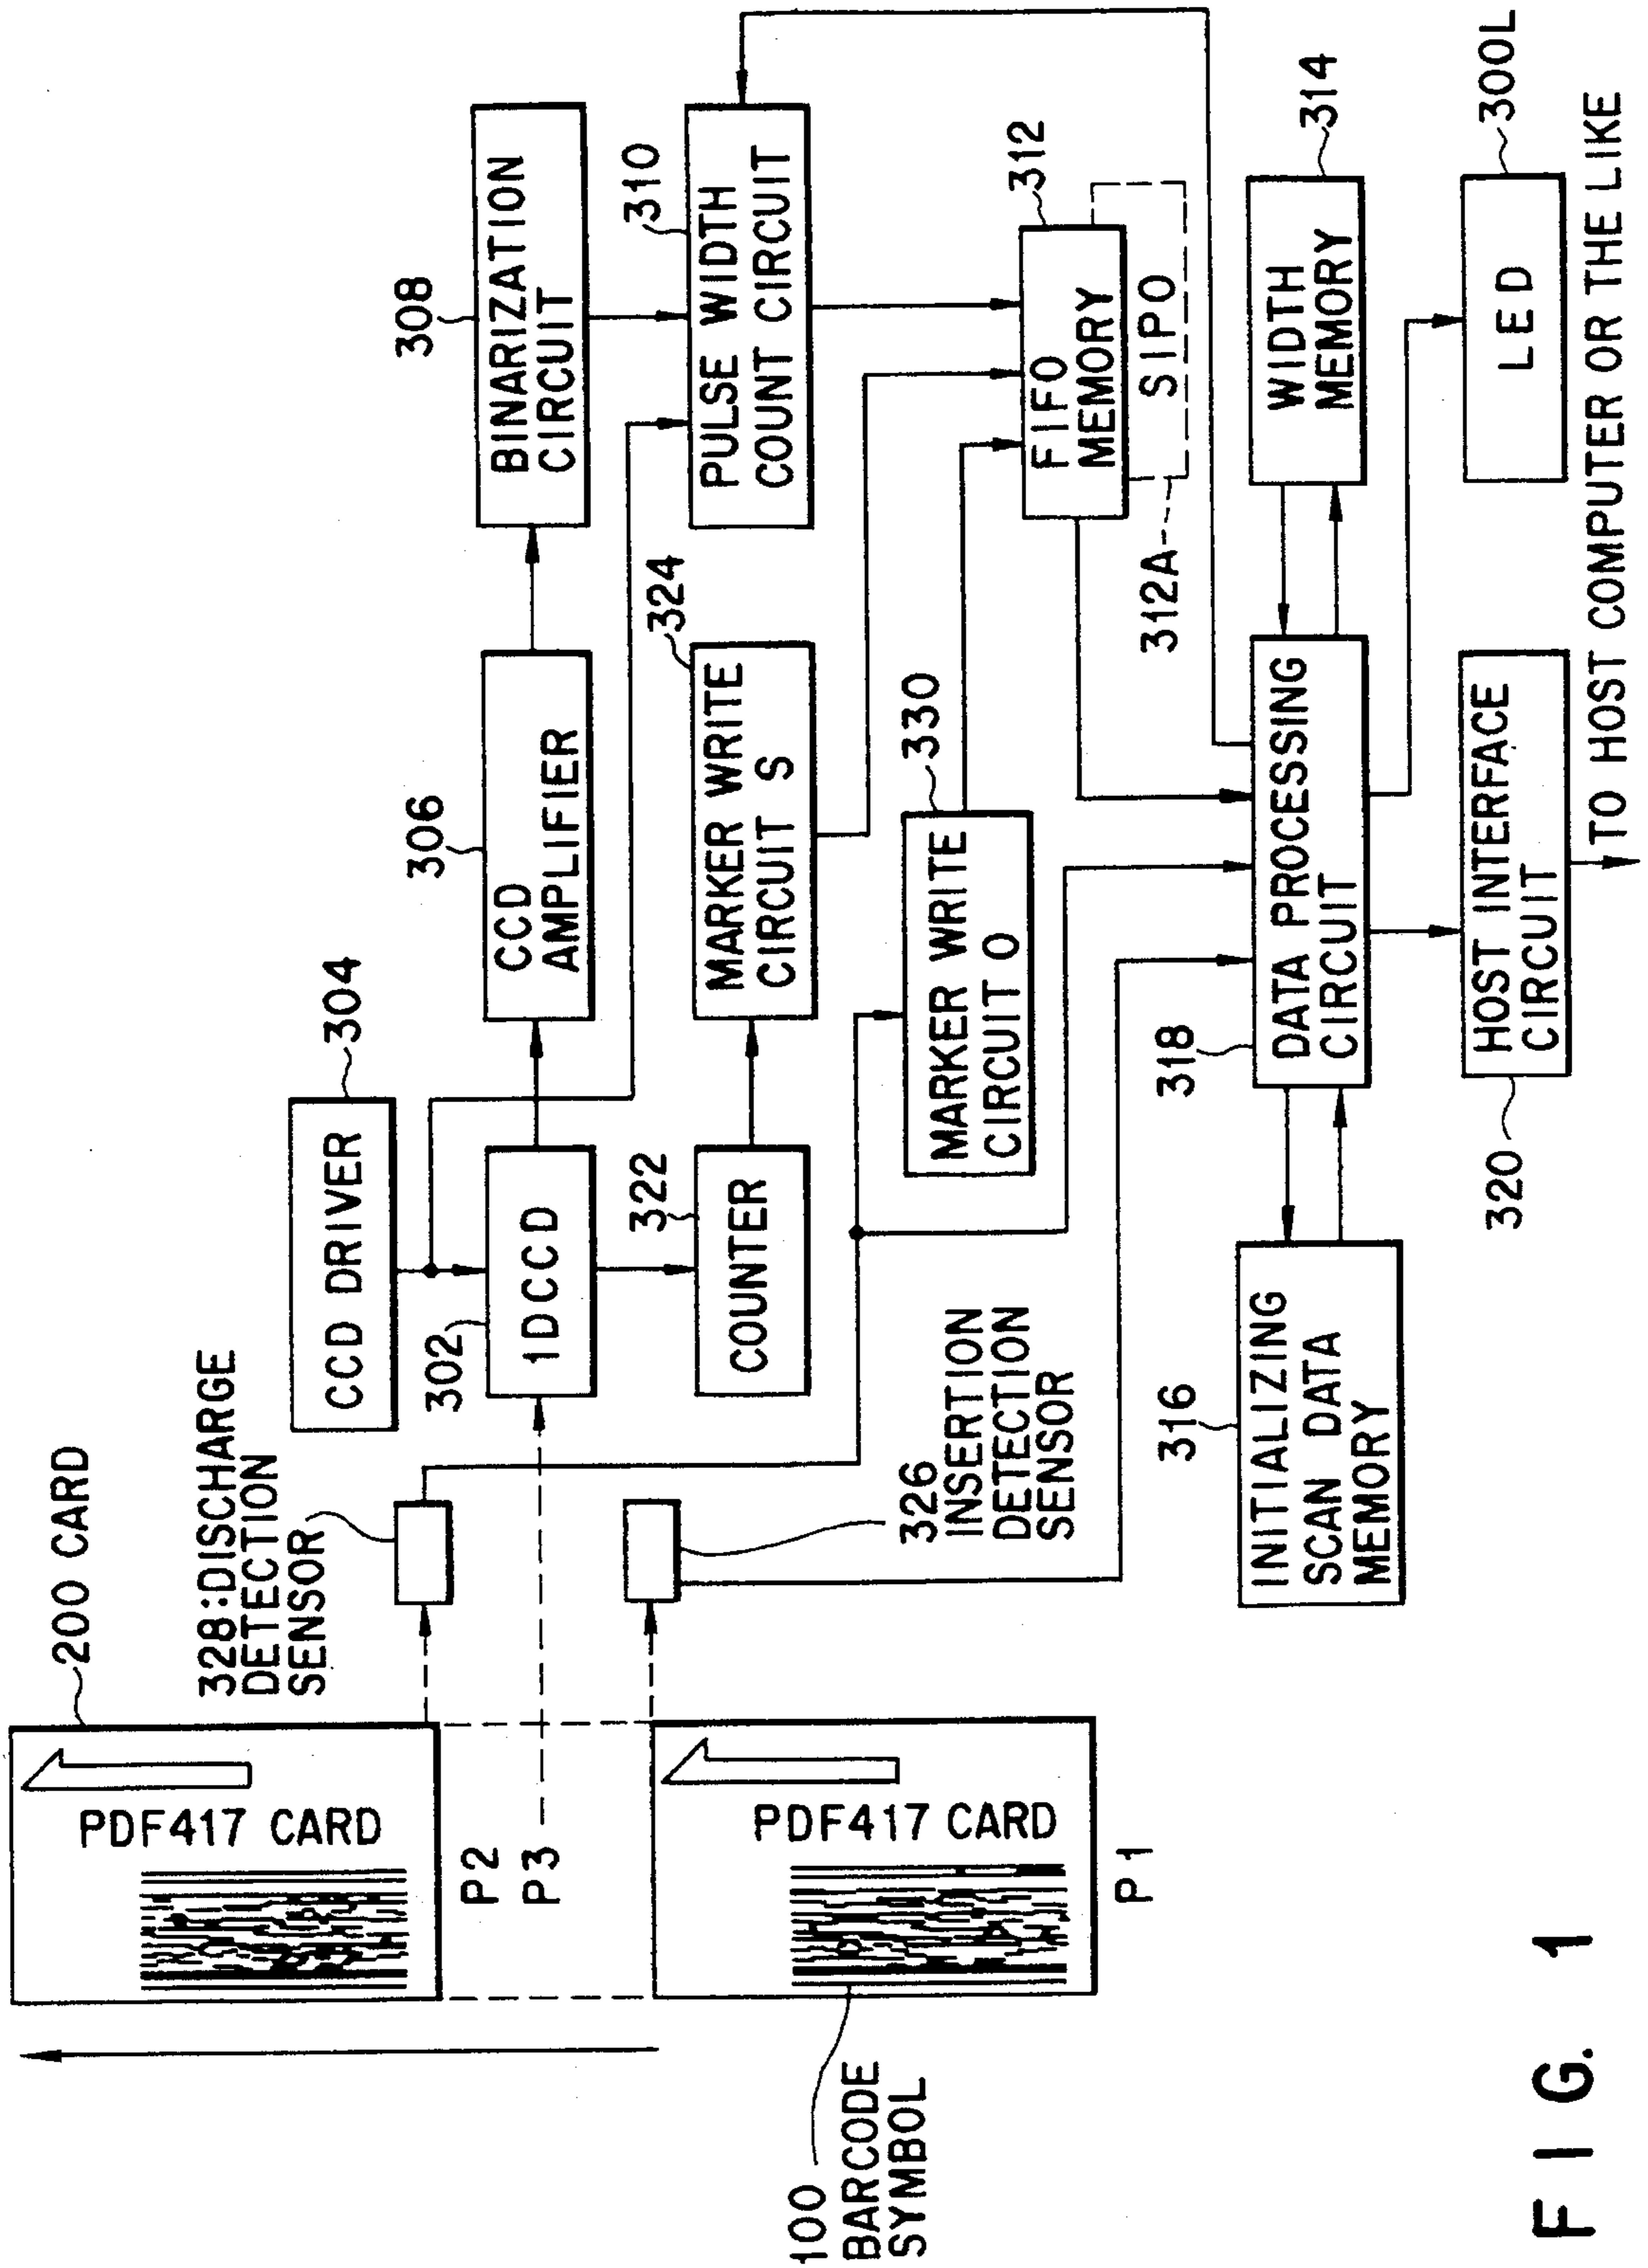 200 CARD
328:DISCHARGE
DETECTION
SENSOR
PDF417 CARD
P2
P3
PDF417 CARD
P1
100
BARCODE
SYMBOL
304
CCD DRIVER
302
1DCCD
306
CCD
AMPLIFIER
308
BINARIZATION
CIRCUIT
322
COUNTER
324
MARKER WRITE
CIRCUIT S
310
PULSE WIDTH
COUNT CIRCUIT
326
INSERTION
DETECTION
SENSOR
330
MARKER WRITE
CIRCUIT O
312
FIFO
MEMORY
SIPO
312A
316
INITIALIZING
SCAN DATA
MEMORY
318
DATA PROCESSING
CIRCUIT
314
WIDTH
MEMORY
320
HOST INTERFACE
CIRCUIT
300L
LED
TO HOST COMPUTER OR THE LIKE
FIG. 1